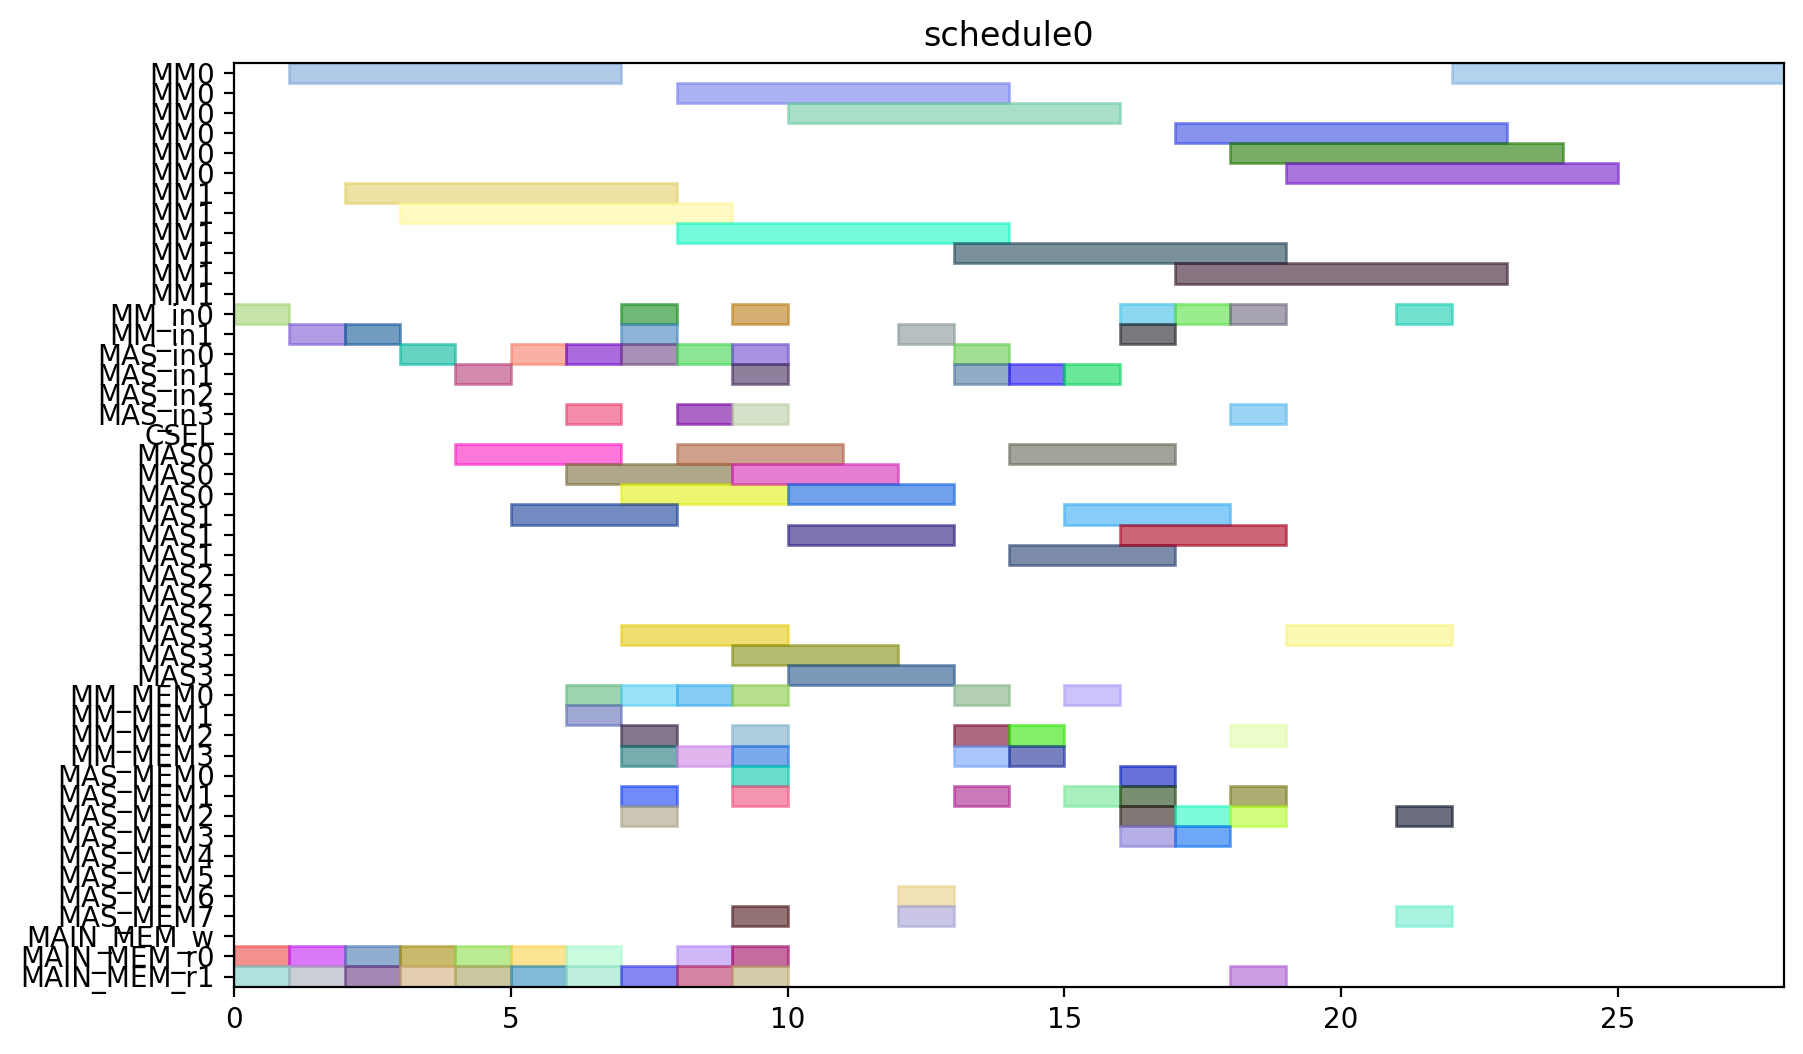 schedule0
MM0
MM0
MM0
MM0
MM0
MM0
MM1
MM1
MM1
MM1
MM1
MM1
MM_in0
MM_in1
MAS_in0
MAS_in1
MAS_in2
MAS_in3
CSEL
MAS0
MAS0
MAS0
MAS1
MAS1
MAS1
MAS2
MAS2
MAS2
MAS3
MAS3
MAS3
MM_MEM0
MM_MEM1
MM_MEM2
MM_MEM3
MAS_MEM0
MAS_MEM1
MAS_MEM2
MAS_MEM3
MAS_MEM4
MAS_MEM5
MAS_MEM6
MAS_MEM7
MAIN_MEM_w
MAIN_MEM_r0
MAIN_MEM_r1
0 5 10 15 20 25